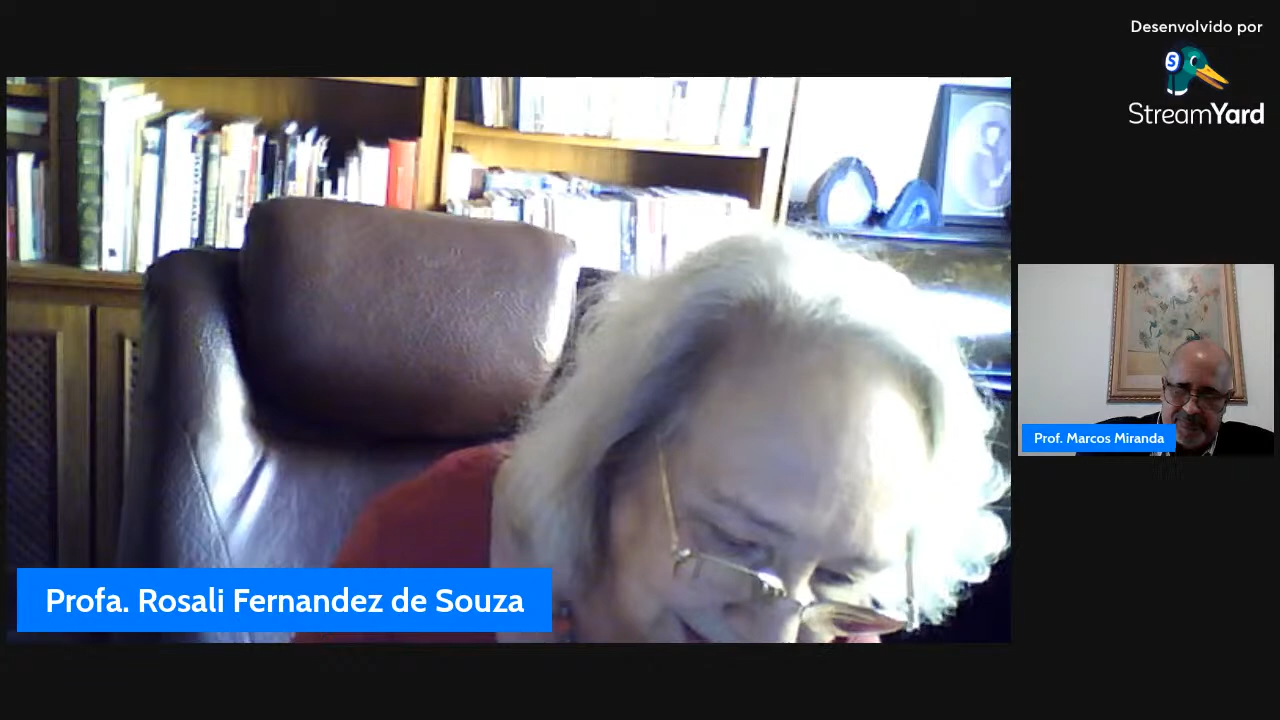 Desenvolvido por
S
StreamYard
Prof. Marcos Miranda
Profa. Rosali Fernandez de Souza